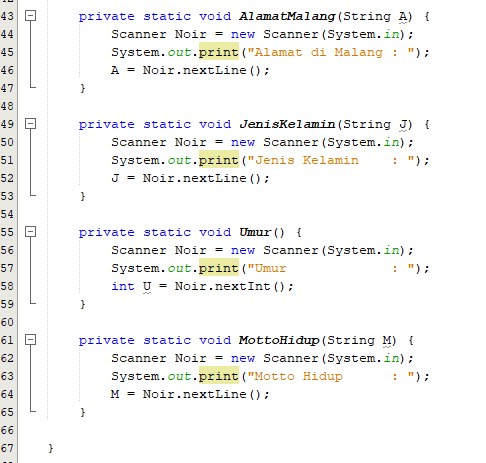 43 private static void AlamatMalang(String A) {
44 Scanner Noir = new Scanner(System.in);
45 System.out.print("Alamat di Malang : ");
46 A = Noir.nextLine();
47 }
48
49 private static void JenisKelamin(String J) {
50 Scanner Noir = new Scanner(System.in);
51 System.out.print("Jenis Kelamin    : ");
52 J = Noir.nextLine();
53 }
54
55 private static void Umur() {
56 Scanner Noir = new Scanner(System.in);
57 System.out.print("Umur             : ");
58 int U = Noir.nextInt();
59 }
60
61 private static void MottoHidup(String M) {
62 Scanner Noir = new Scanner(System.in);
63 System.out.print("Motto Hidup      : ");
64 M = Noir.nextLine();
65 }
66
67 }